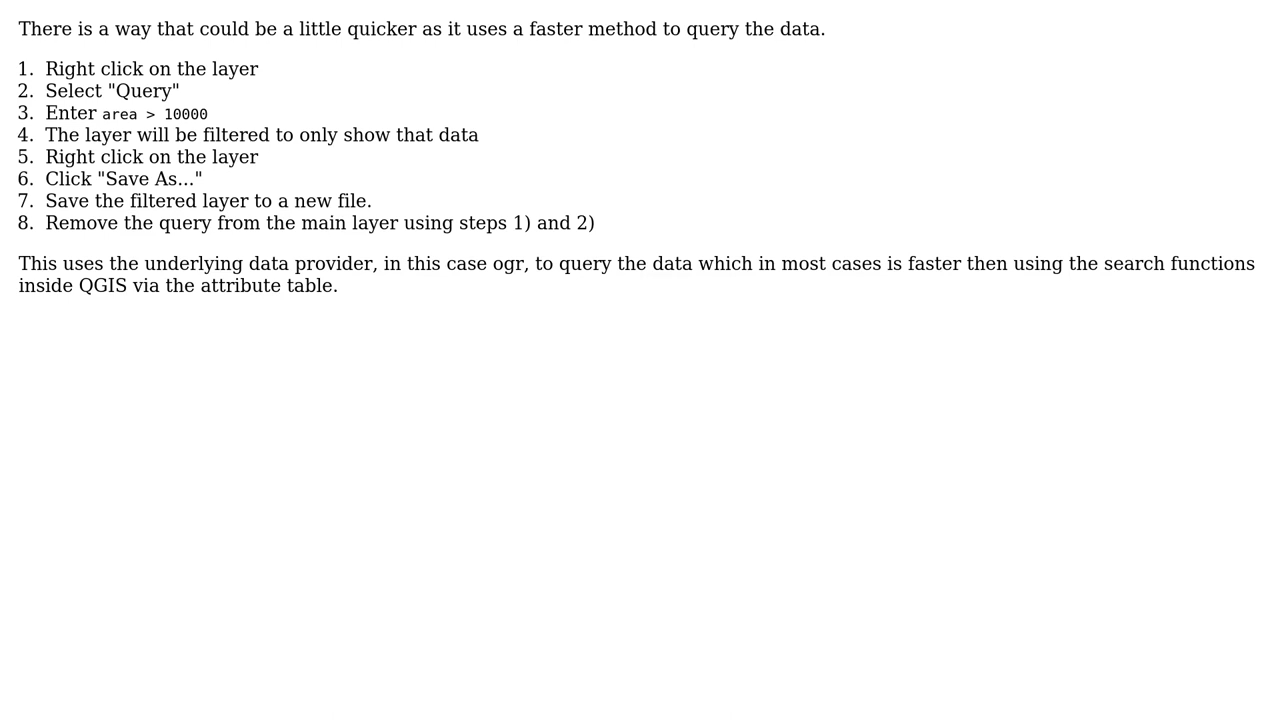 There is a way that could be a little quicker as it uses a faster method to query the data.
1. Right click on the layer
2. Select "Query"
3. Enter area > 10000
4. The layer will be filtered to only show that data
5. Right click on the layer
6. Click "Save As..."
7. Save the filtered layer to a new file.
8. Remove the query from the main layer using steps 1) and 2)
This uses the underlying data provider, in this case ogr, to query the data which in most cases is faster then using the search functions
inside QGIS via the attribute table.